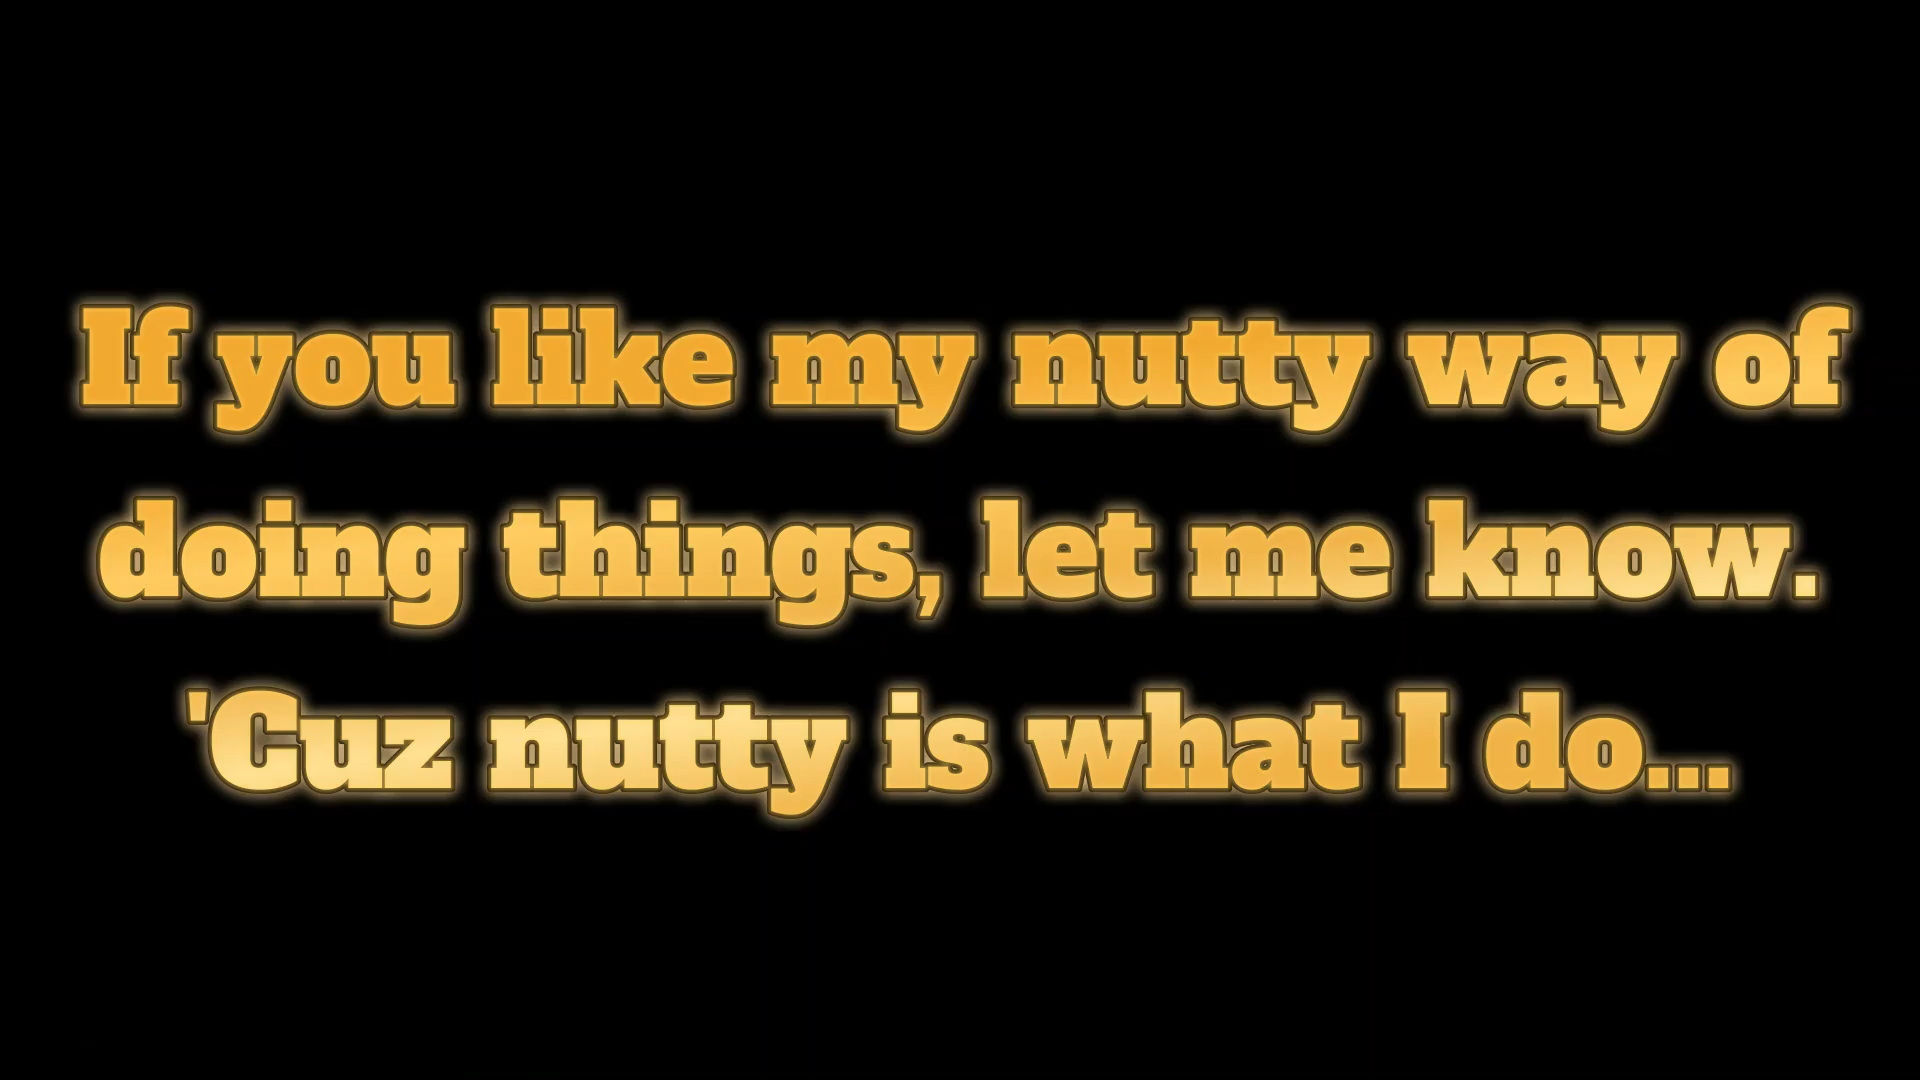 If you like my nutty way of
doing things, let me know.
'Cuz nutty is what I do...